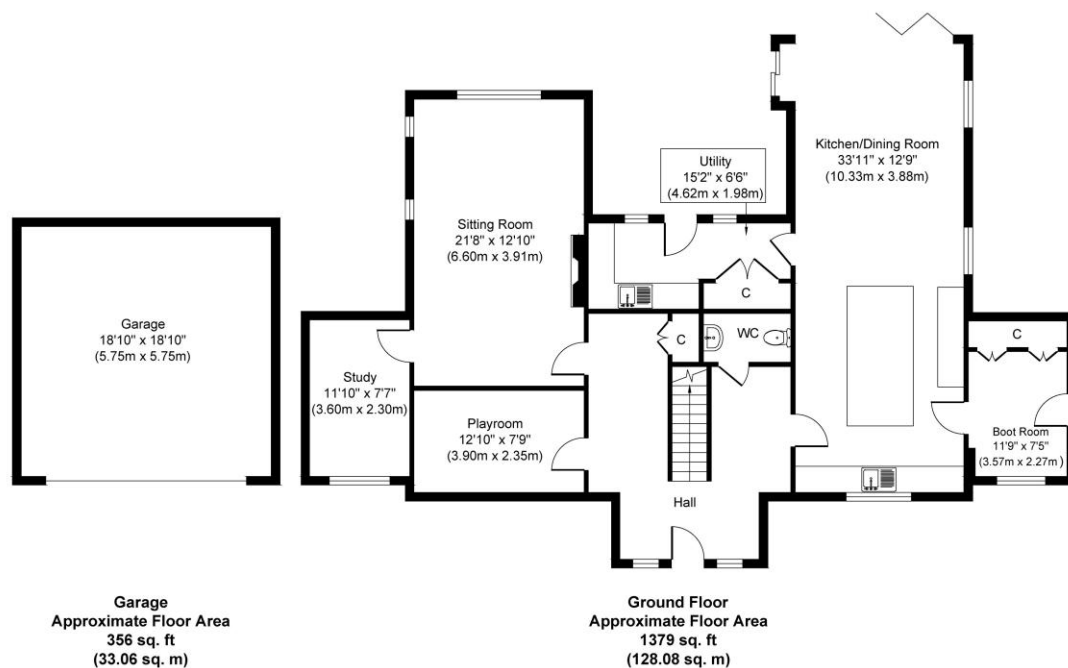 Kitchen/Dining Room
33'11" x 12'9"
(10.33m x 3.88m)
Utility
15'2" x 6'6"
(4.62m x 1.98m)
Sitting Room
21'8" x 12'10"
(6.60m x 3.91m)
C
Garage
18'10" x 18'10"
(5.75m x 5.75m)
C
WC
C
Study
11'10" x 7'7"
(3.60m x 2.30m)
Playroom
12'10" x 7'9"
(3.90m x 2.35m)
Boot Room
11'9" x 7'5"
(3.57m x 2.27m)
Hall
Garage
Approximate Floor Area
356 sq. ft
(33.06 sq. m)
Ground Floor
Approximate Floor Area
1379 sq. ft
(128.08 sq. m)